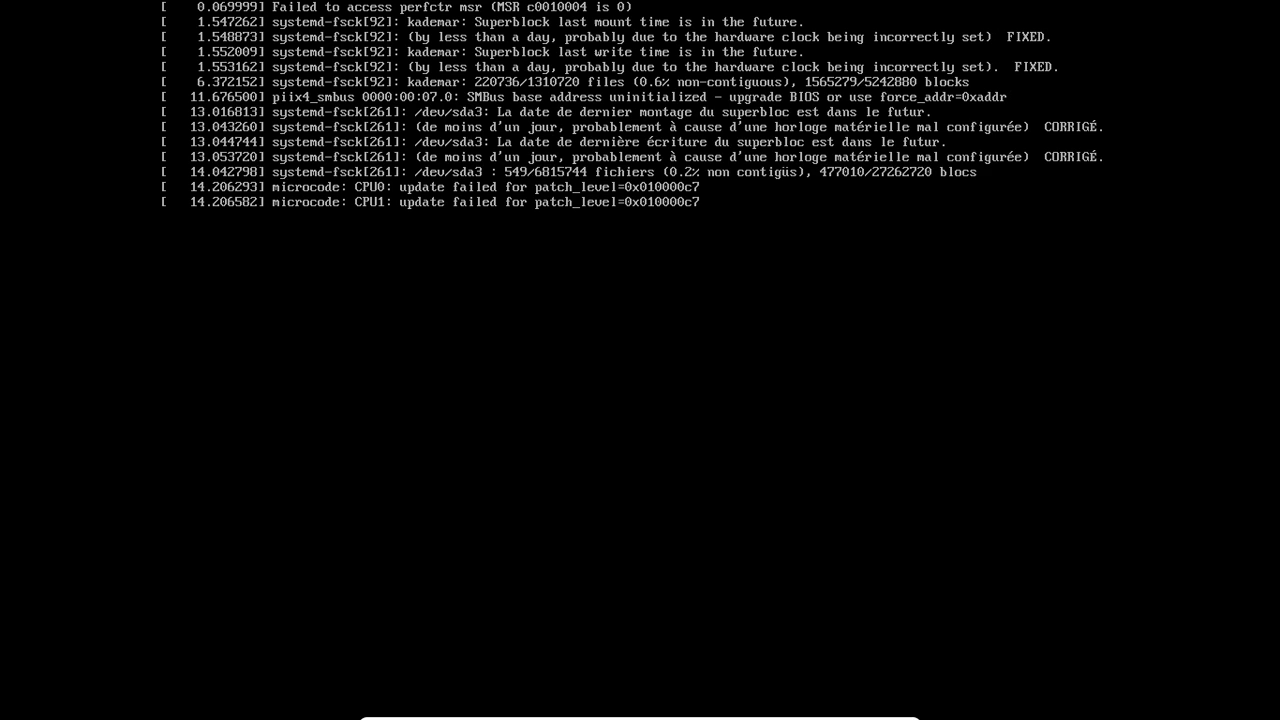 [    0.069999] Failed to access perfctr msr (MSR c0010004 is 0)
[    1.547262] systemd-fsck[92]: kademar: Superblock last mount time is in the future.
[    1.548873] systemd-fsck[92]: (by less than a day, probably due to the hardware clock being incorrectly set)  FIXED.
[    1.552009] systemd-fsck[92]: kademar: Superblock last write time is in the future.
[    1.553162] systemd-fsck[92]: (by less than a day, probably due to the hardware clock being incorrectly set).  FIXED.
[    6.372152] systemd-fsck[92]: kademar: 220736/1310720 files (0.6% non-contiguous), 1565279/5242880 blocks
[   11.676500] piix4_smbus 0000:00:07.0: SMBus base address uninitialized - upgrade BIOS or use force_addr=0xaddr
[   13.016813] systemd-fsck[261]: /dev/sda3: La date de dernier montage du superbloc est dans le futur.
[   13.043260] systemd-fsck[261]: (de moins d'un jour, probablement à cause d'une horloge matérielle mal configurée)  CORRIGÉ.
[   13.044744] systemd-fsck[261]: /dev/sda3: La date de dernière écriture du superbloc est dans le futur.
[   13.053720] systemd-fsck[261]: (de moins d'un jour, probablement à cause d'une horloge matérielle mal configurée)  CORRIGÉ.
[   14.042798] systemd-fsck[261]: /dev/sda3 : 549/6815744 fichiers (0.2% non contigüs), 477010/27262720 blocs
[   14.206293] microcode: CPU0: update failed for patch_level=0x010000c7
[   14.206582] microcode: CPU1: update failed for patch_level=0x010000c7